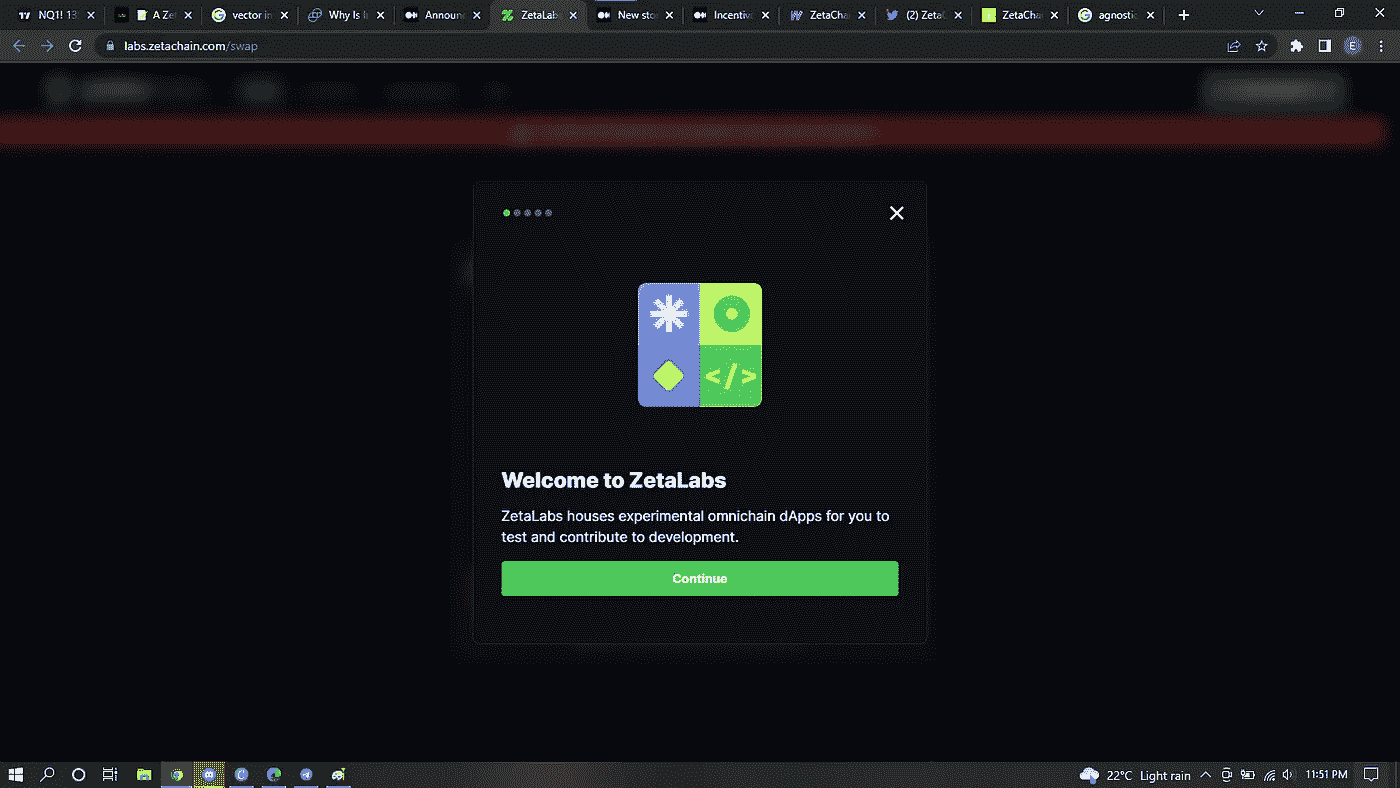 NQ1! 13
A Zet
vector in
Why Is I
Announ
ZetaLab
New sto
Incentiv
ZetaCha
(2) Zeta
ZetaCha
agnostic
labs.zetachain.com/swap
E
Welcome to ZetaLabs
ZetaLabs houses experimental omnichain dApps for you to
test and contribute to development.
</>
Continue
22°C Light rain 11:51 PM